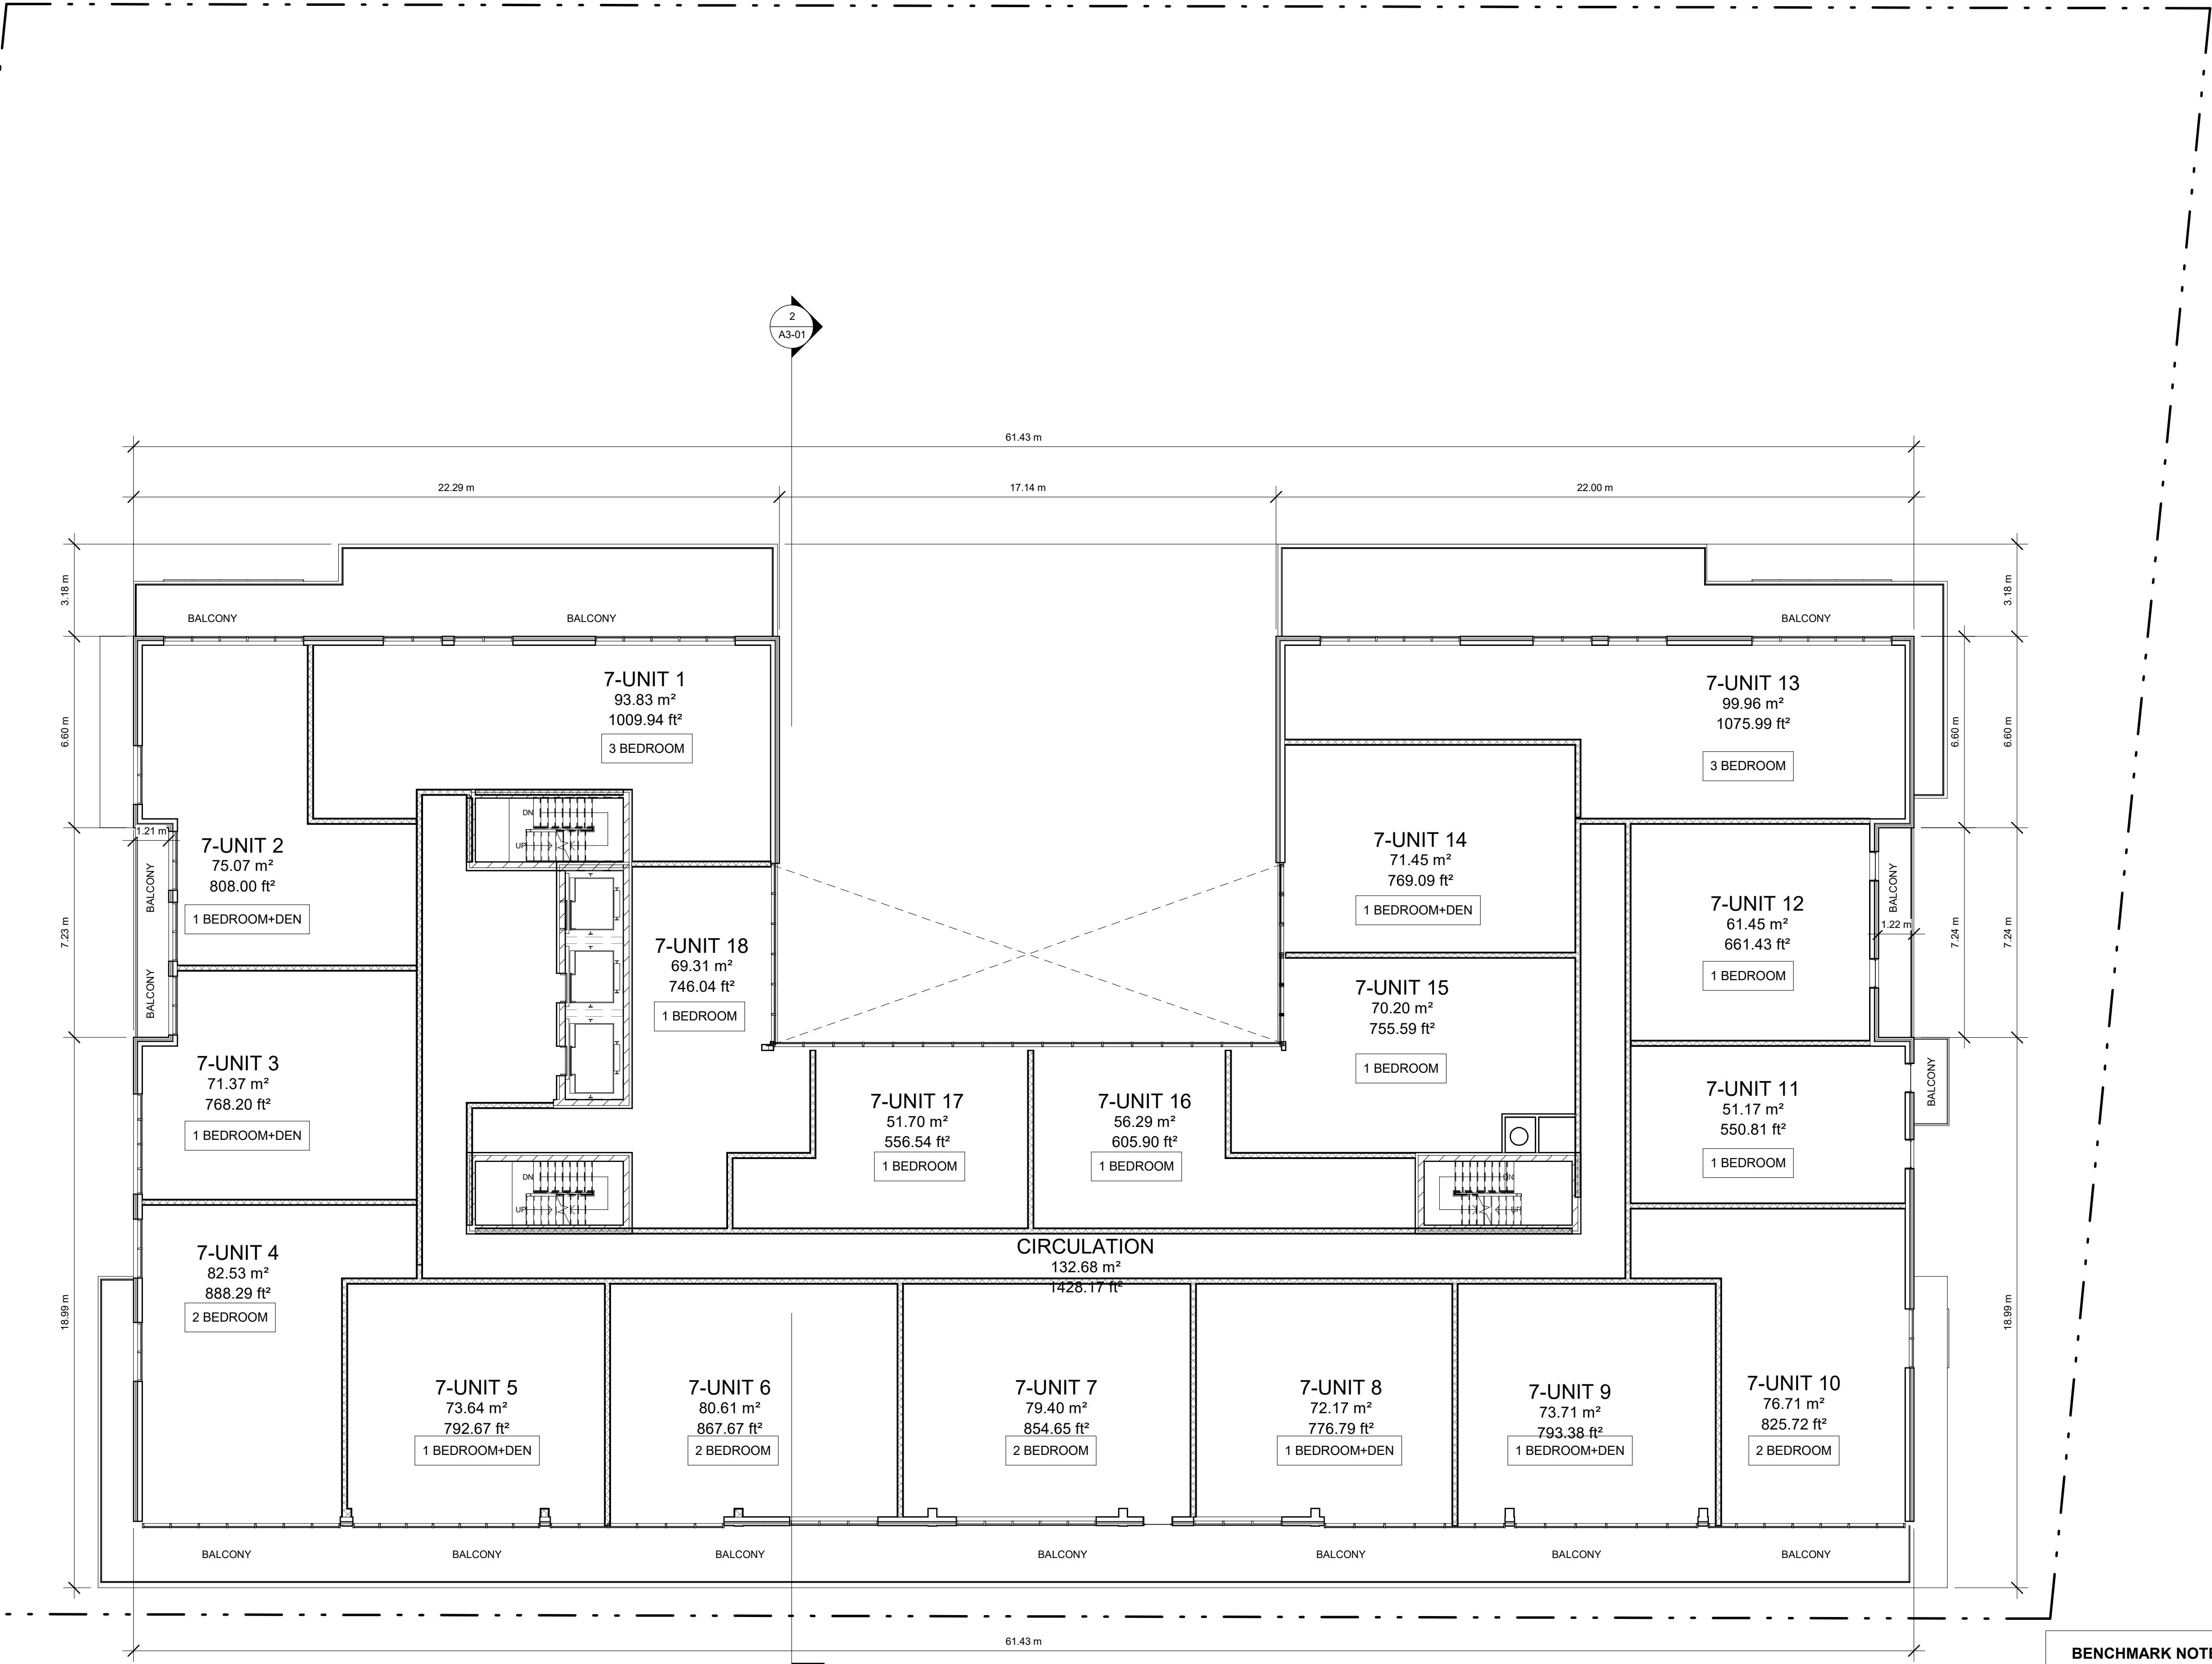 2
A3-01
61.43 m
22.29 m
17.14 m
22.00 m
3.18 m
3.18 m
BALCONY
BALCONY
BALCONY
7-UNIT 1
93.83 m²
1009.94 ft²
3 BEDROOM
7-UNIT 13
99.96 m²
1075.99 ft²
3 BEDROOM
6.60 m
6.60 m
6.60 m
DN
UP
1.21 m
7-UNIT 2
75.07 m²
808.00 ft²
1 BEDROOM+DEN
BALCONY
BALCONY
7.23 m
7-UNIT 14
71.45 m²
769.09 ft²
1 BEDROOM+DEN
7-UNIT 12
61.45 m²
661.43 ft²
1 BEDROOM
BALCONY
1.22 m
7.24 m
7.24 m
7-UNIT 18
69.31 m²
746.04 ft²
1 BEDROOM
7-UNIT 15
70.20 m²
755.59 ft²
1 BEDROOM
7-UNIT 3
71.37 m²
768.20 ft²
1 BEDROOM+DEN
7-UNIT 17
51.70 m²
556.54 ft²
1 BEDROOM
7-UNIT 16
56.29 m²
605.90 ft²
1 BEDROOM
7-UNIT 11
51.17 m²
550.81 ft²
1 BEDROOM
BALCONY
DN
UP
DN
UP
7-UNIT 4
82.53 m²
888.29 ft²
2 BEDROOM
CIRCULATION
132.68 m²
1428.17 ft²
18.99 m
18.99 m
7-UNIT 5
73.64 m²
792.67 ft²
1 BEDROOM+DEN
7-UNIT 6
80.61 m²
867.67 ft²
2 BEDROOM
7-UNIT 7
79.40 m²
854.65 ft²
2 BEDROOM
7-UNIT 8
72.17 m²
776.79 ft²
1 BEDROOM+DEN
7-UNIT 9
73.71 m²
793.38 ft²
1 BEDROOM+DEN
7-UNIT 10
76.71 m²
825.72 ft²
2 BEDROOM
BALCONY
BALCONY
BALCONY
BALCONY
BALCONY
BALCONY
BALCONY
61.43 m
BENCHMARK NOT